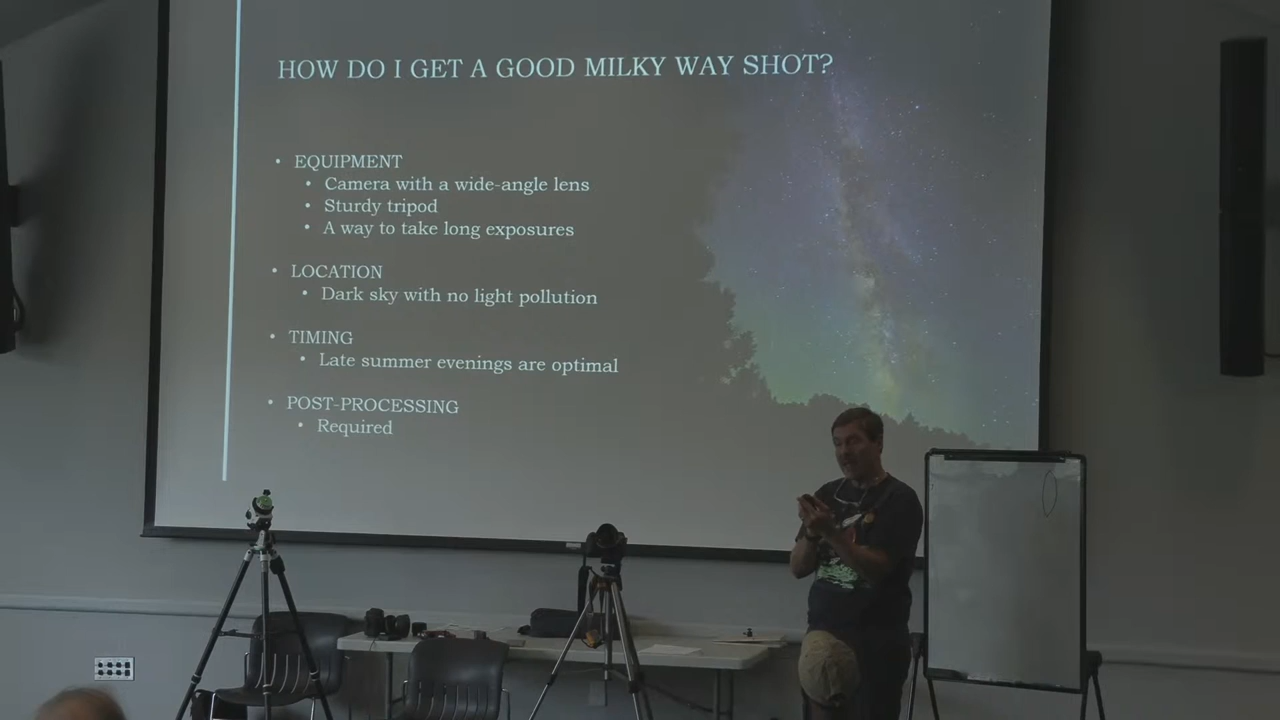 HOW DO I GET A GOOD MILKY WAY SHOT?
• EQUIPMENT
• Camera with a wide-angle lens
• Sturdy tripod
• A way to take long exposures
• LOCATION
• Dark sky with no light pollution
• TIMING
• Late summer evenings are optimal
• POST-PROCESSING
• Required